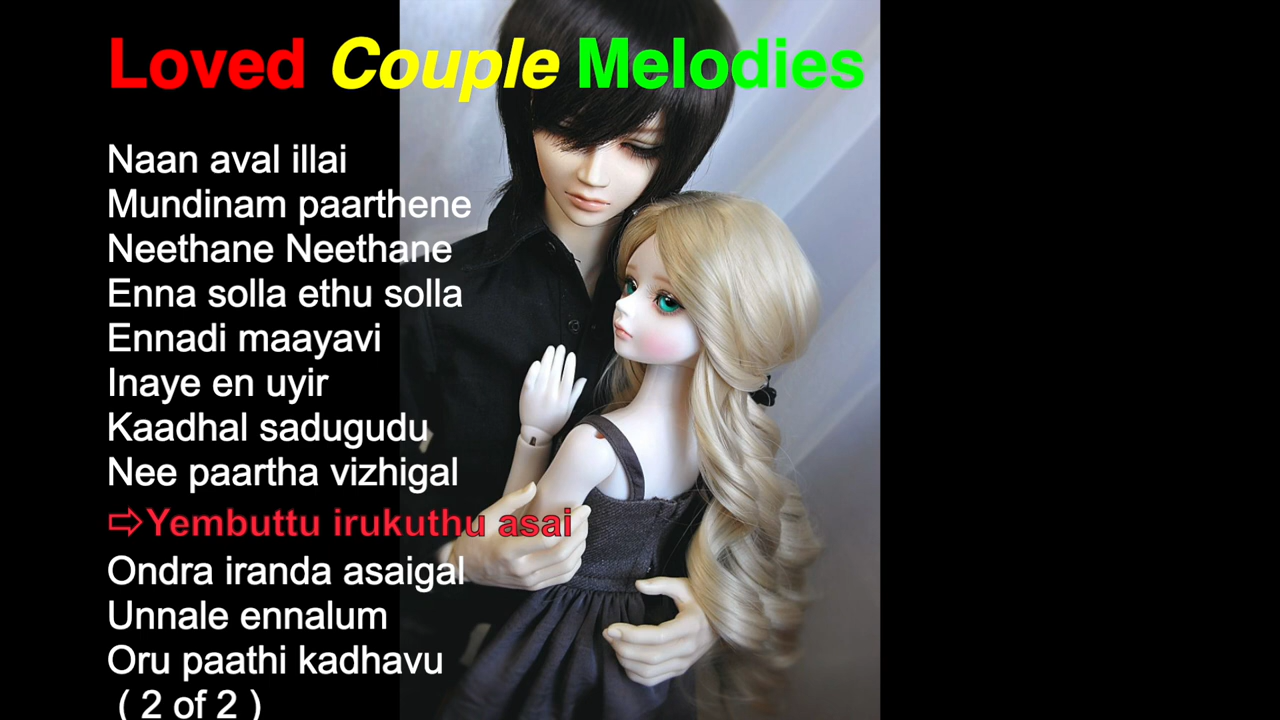 Loved Couple Melodies
Naan aval illai
Mundinam paarthene
Neethane Neethane
Enna solla ethu solla
Ennadi maayavi
Inaye en uyir
Kaadhal sadugudu
Nee paartha vizhigal
⇨Yembuttu irukuthu asai
Ondra iranda asaigal
Unnale ennalum
Oru paathi kadhavu
( 2 of 2 )